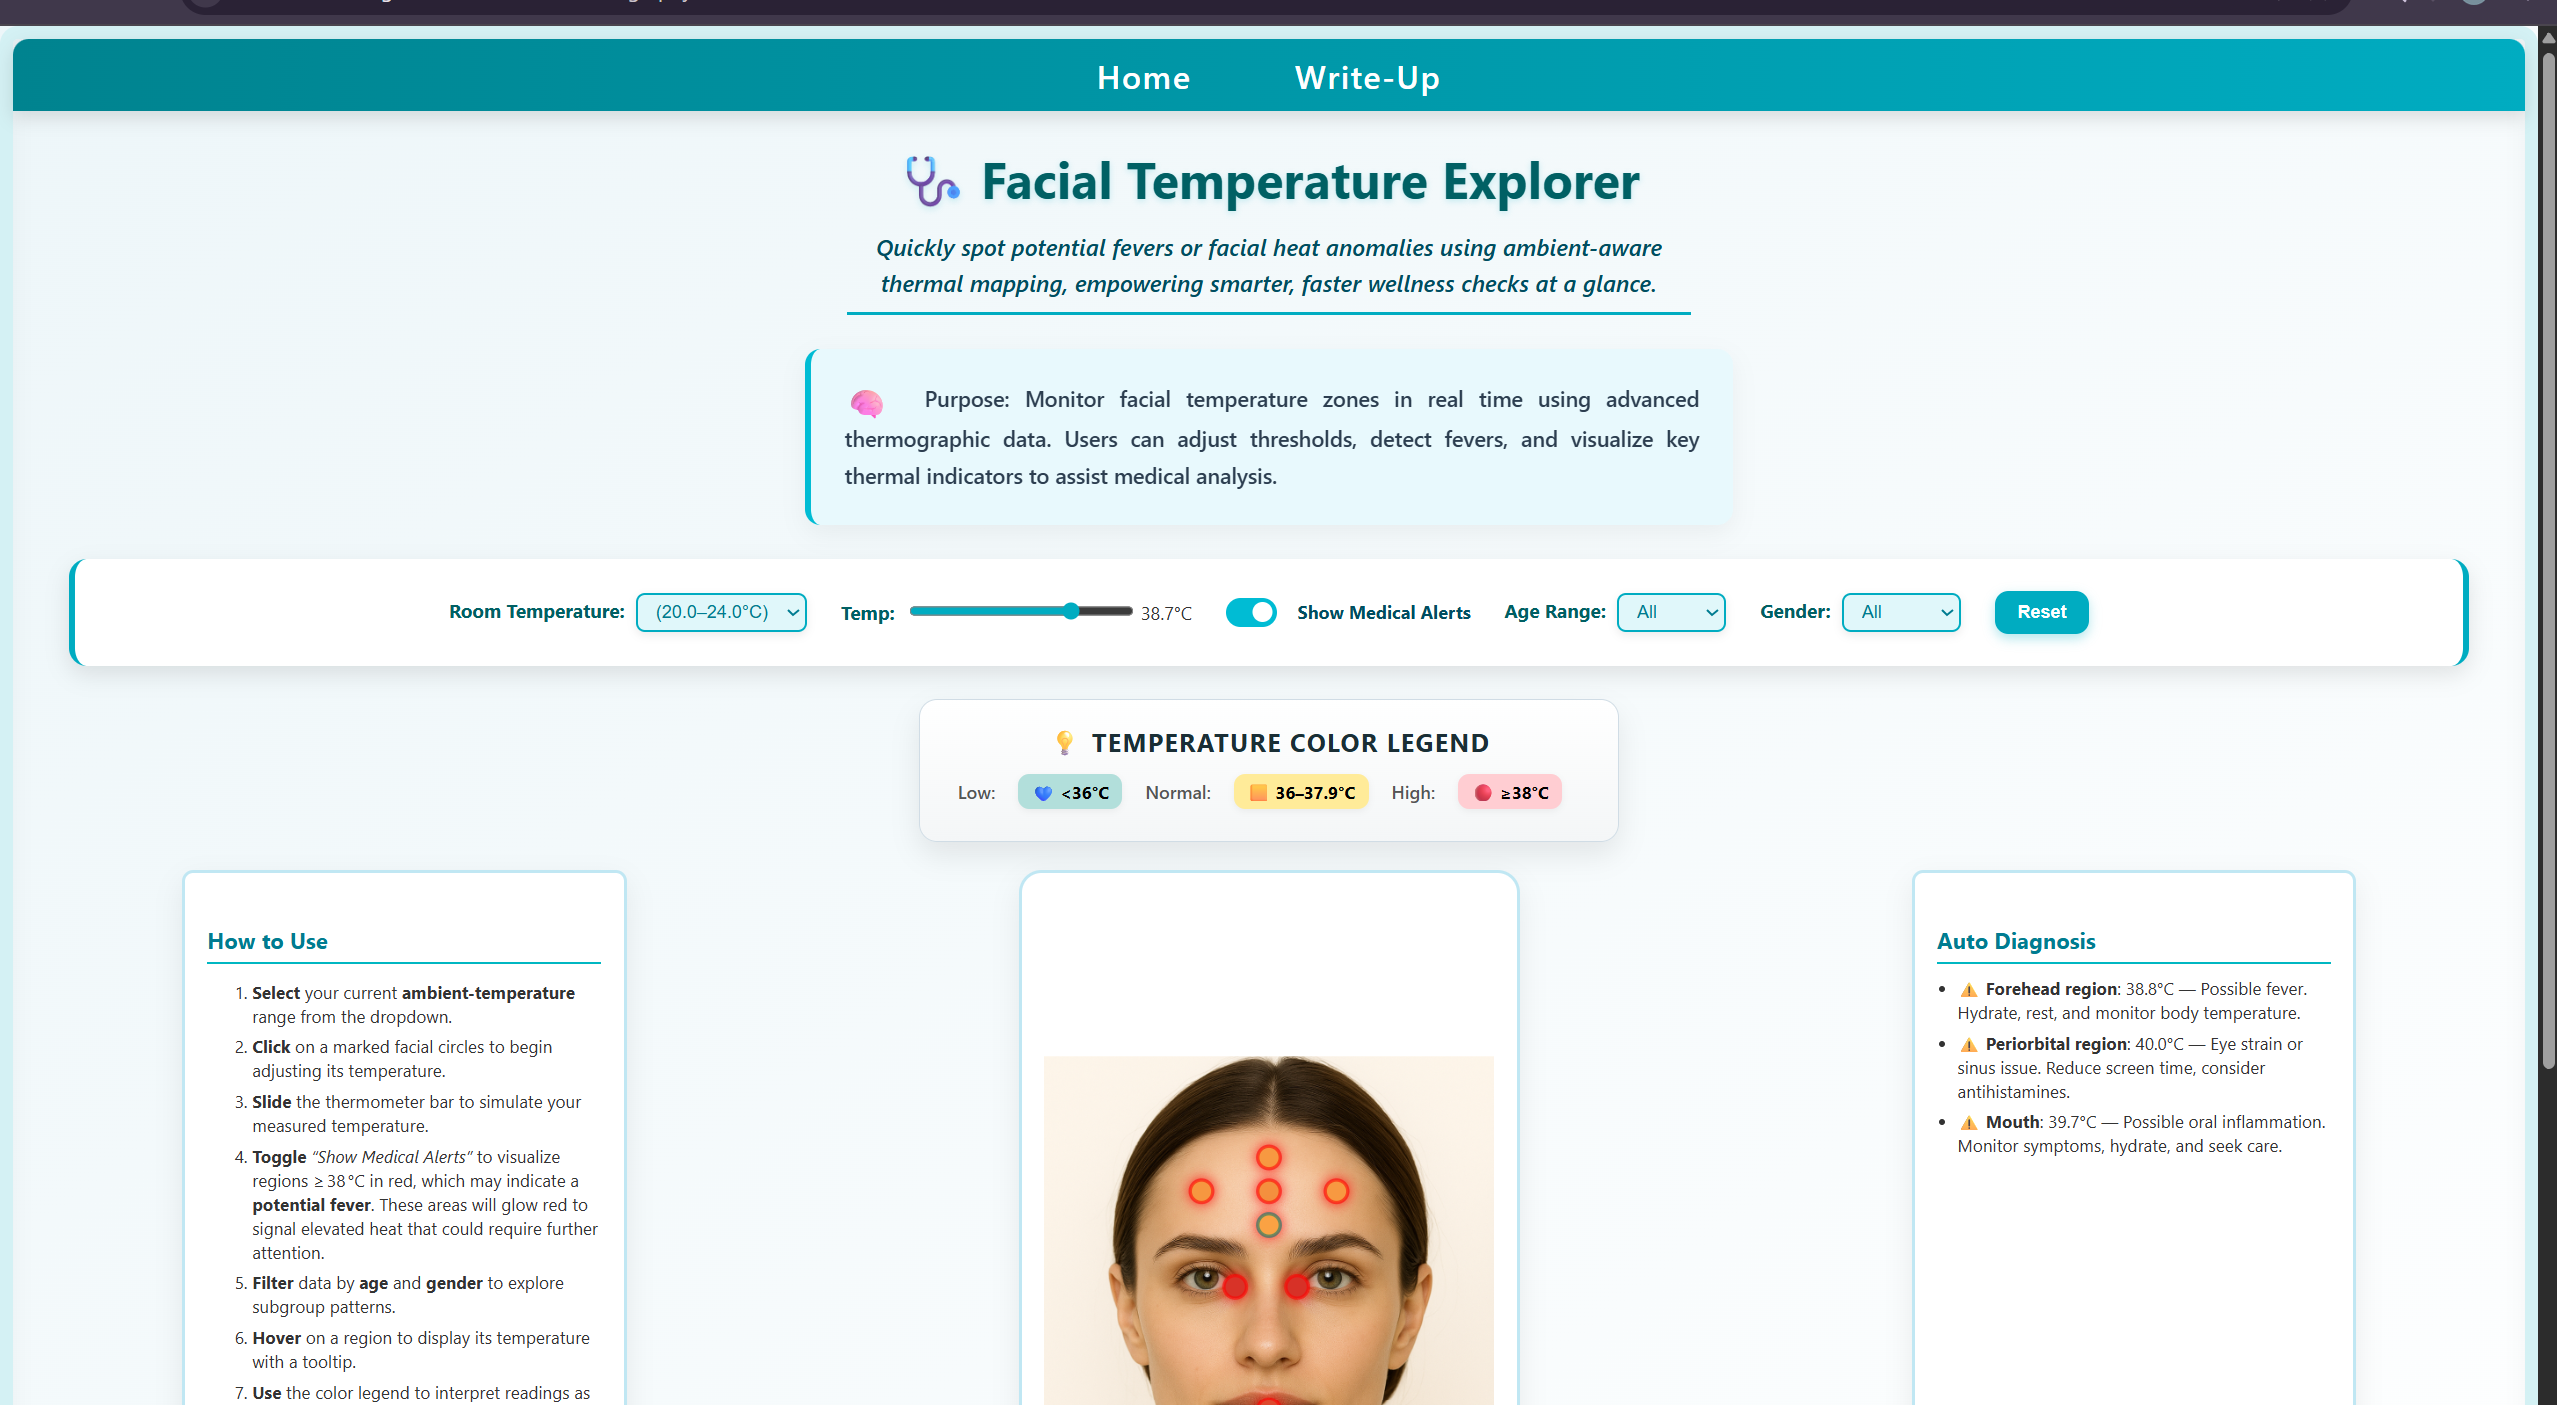 Home
Write-Up
Facial Temperature Explorer
Quickly spot potential fevers or facial heat anomalies using ambient-aware
thermal mapping, empowering smarter, faster wellness checks at a glance.
Purpose: Monitor facial temperature zones in real time using advanced
thermographic data. Users can adjust thresholds, detect fevers, and visualize key
thermal indicators to assist medical analysis.
Room Temperature: (20.0–24.0°C) Temp: 38.7°C Show Medical Alerts Age Range: All Gender: All Reset
TEMPERATURE COLOR LEGEND
Low: <36°C Normal: 36–37.9°C High: ≥38°C
How to Use
1. Select your current ambient-temperature
range from the dropdown.
2. Click on a marked facial circles to begin
adjusting its temperature.
3. Slide the thermometer bar to simulate your
measured temperature.
4. Toggle “Show Medical Alerts” to visualize
regions ≥ 38 °C in red, which may indicate a
potential fever. These areas will glow red to
signal elevated heat that could require further
attention.
5. Filter data by age and gender to explore
subgroup patterns.
6. Hover on a region to display its temperature
with a tooltip.
7. Use the color legend to interpret readings as
Auto Diagnosis
• Forehead region: 38.8°C — Possible fever.
Hydrate, rest, and monitor body temperature.
• Periorbital region: 40.0°C — Eye strain or
sinus issue. Reduce screen time, consider
antihistamines.
• Mouth: 39.7°C — Possible oral inflammation.
Monitor symptoms, hydrate, and seek care.